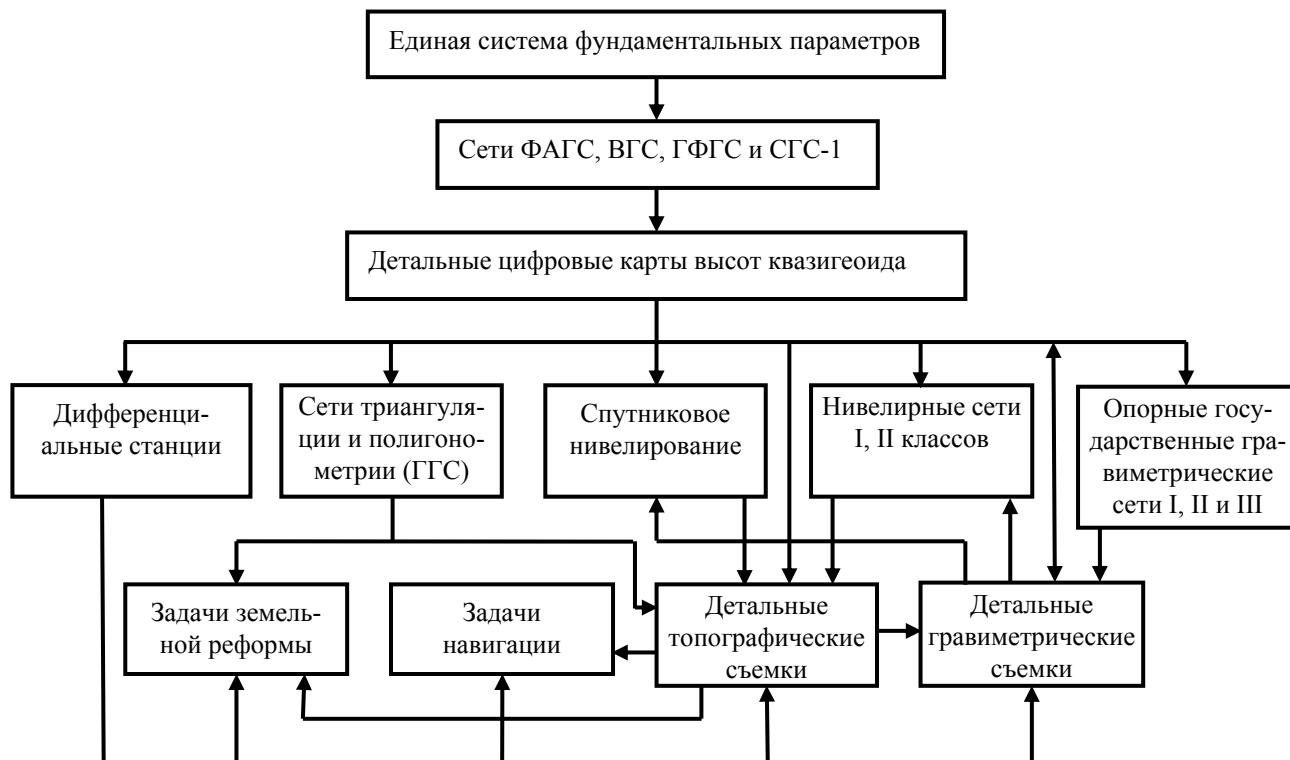 Единая система фундаментальных параметров
Сети ФАГС, ВГС, ГФГС и СГС-1
Детальные цифровые карты высот квазигеоида
Дифференци-
альные станции
Сети триангуля-
ции и полигоно-
метрии (ГГС)
Спутниковое
нивелирование
Нивелирные сети
I, II классов
Опорные госу-
дарственные гра-
виметрические
сети I, II и III
Задачи земель-
ной реформы
Задачи
навигации
Детальные
топографические
съемки
Детальные
гравиметрические
съемки